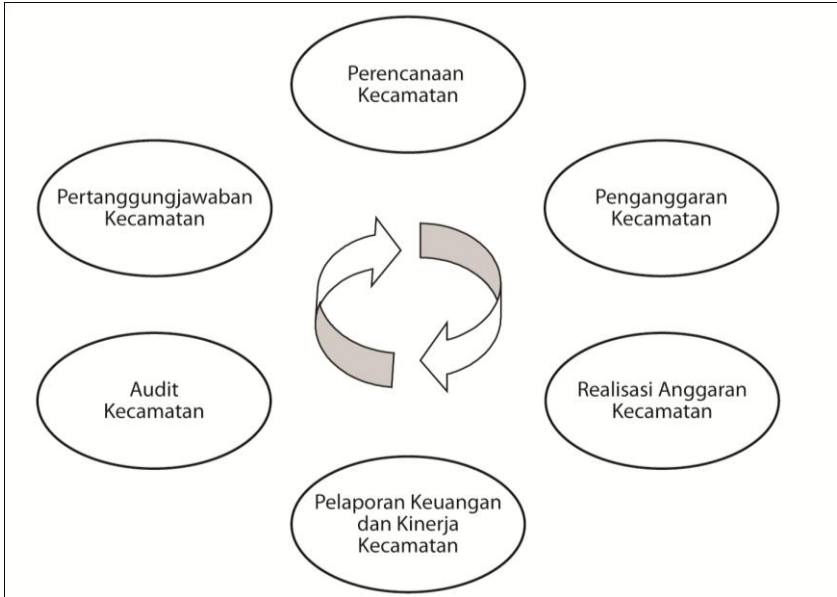 Perencanaan
Kecamatan
Penganggaran
Kecamatan
Realisasi Anggaran
Kecamatan
Pelaporan Keuangan
dan Kinerja
Kecamatan
Audit
Kecamatan
Pertanggungjawaban
Kecamatan